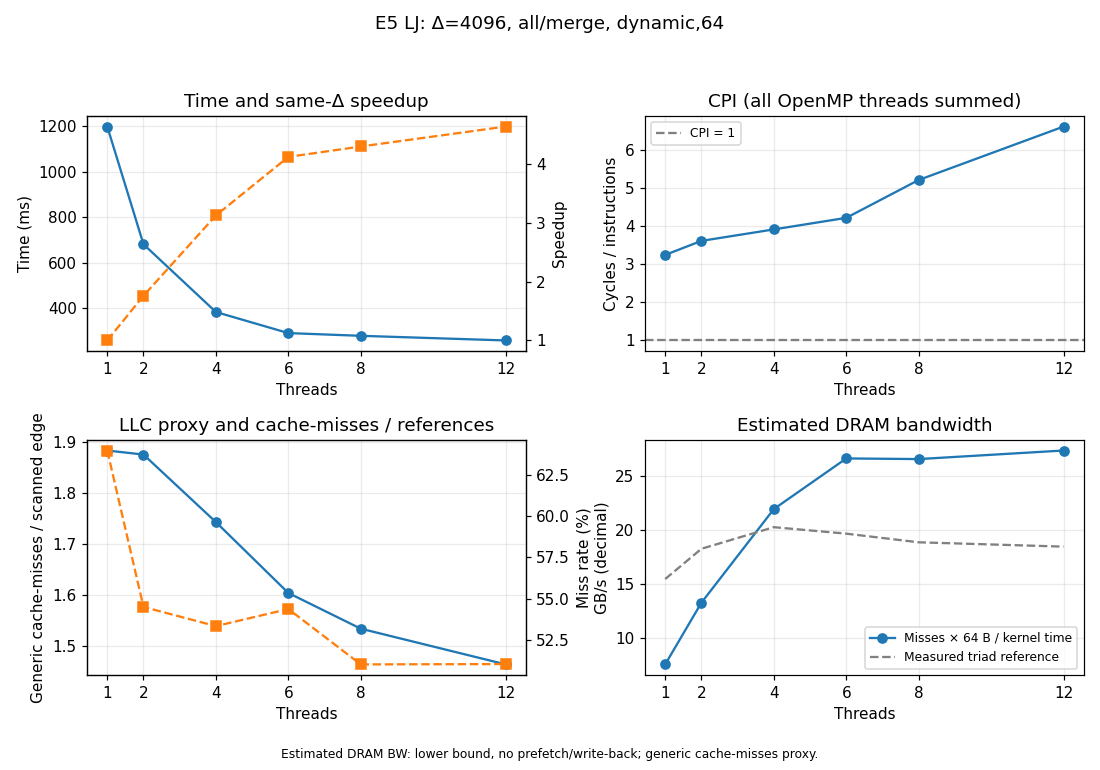 E5 LJ: Δ=4096, all/merge, dynamic,64
Time and same-Δ speedup
1200
1000
800
600
400
Time (ms)
4
3
2
1
Speedup
1 2 4 6 8 12
Threads
CPI (all OpenMP threads summed)
CPI = 1
6
5
4
3
2
1
Cycles / instructions
1 2 4 6 8 12
Threads
LLC proxy and cache-misses / references
1.9
1.8
1.7
1.6
1.5
Generic cache-misses / scanned edge
62.5
60.0
57.5
55.0
52.5
Miss rate (%)
1 2 4 6 8 12
Threads
Estimated DRAM bandwidth
25
20
15
10
GB/s (decimal)
Misses × 64 B / kernel time
Measured triad reference
1 2 4 6 8 12
Threads
Estimated DRAM BW: lower bound, no prefetch/write-back; generic cache-misses proxy.